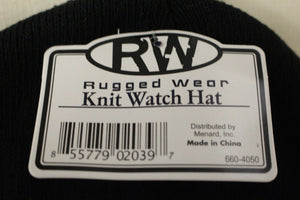 RW
Rugged Wear
Knit Watch Hat
Distributed by
Menard, Inc.
Made in China
8 55779 02039 7
660-4050